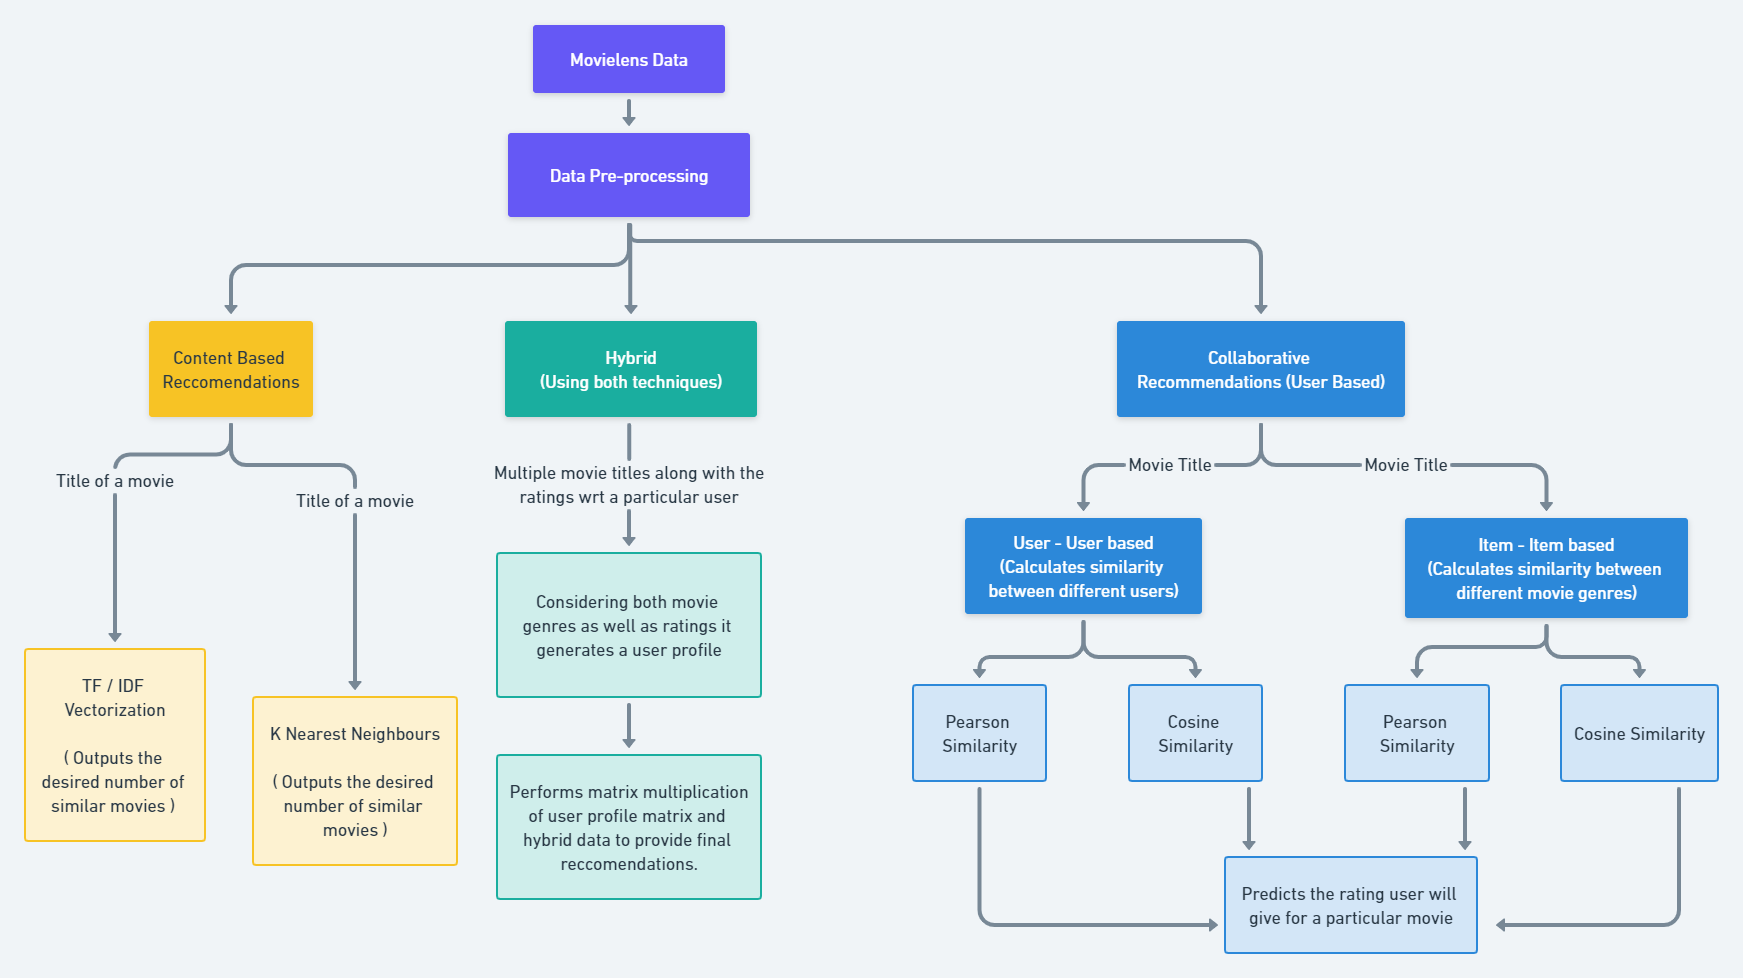 Movielens Data
Data Pre-processing
Content Based
Reccomendations
Hybrid
(Using both techniques)
Collaborative
Recommendations (User Based)
Title of a movie
Title of a movie
Multiple movie titles along with the
ratings wrt a particular user
Movie Title
Movie Title
User - User based
(Calculates similarity
between different users)
Item - Item based
(Calculates similarity between
different movie genres)
TF / IDF
Vectorization
( Outputs the
desired number of
similar movies )
K Nearest Neighbours
( Outputs the desired
number of similar
movies )
Considering both movie
genres as well as ratings it
generates a user profile
Performs matrix multiplication
of user profile matrix and
hybrid data to provide final
reccomendations.
Pearson
Similarity
Cosine
Similarity
Pearson
Similarity
Cosine Similarity
Predicts the rating user will
give for a particular movie